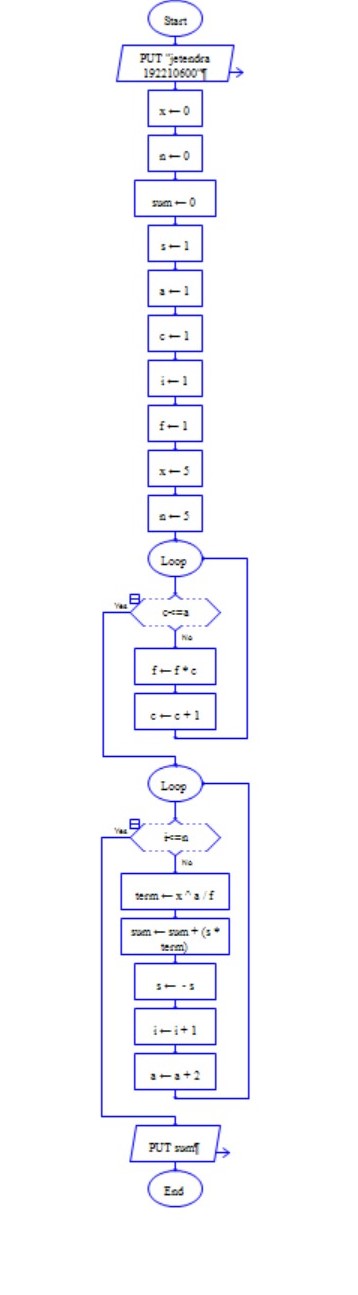 Start
PUT "jetendra
192210600"¶
x ← 0
n ← 0
sum ← 0
s ← 1
a ← 1
c ← 1
i ← 1
f ← 1
x ← 5
n ← 5
Loop
Yes
c<=a
No
f ← f * c
c ← c + 1
Loop
Yes
i<=n
No
term ← x ^ a / f
sum ← sum + (s *
term)
s ← - s
i ← i + 1
a ← a + 2
PUT sum¶
End